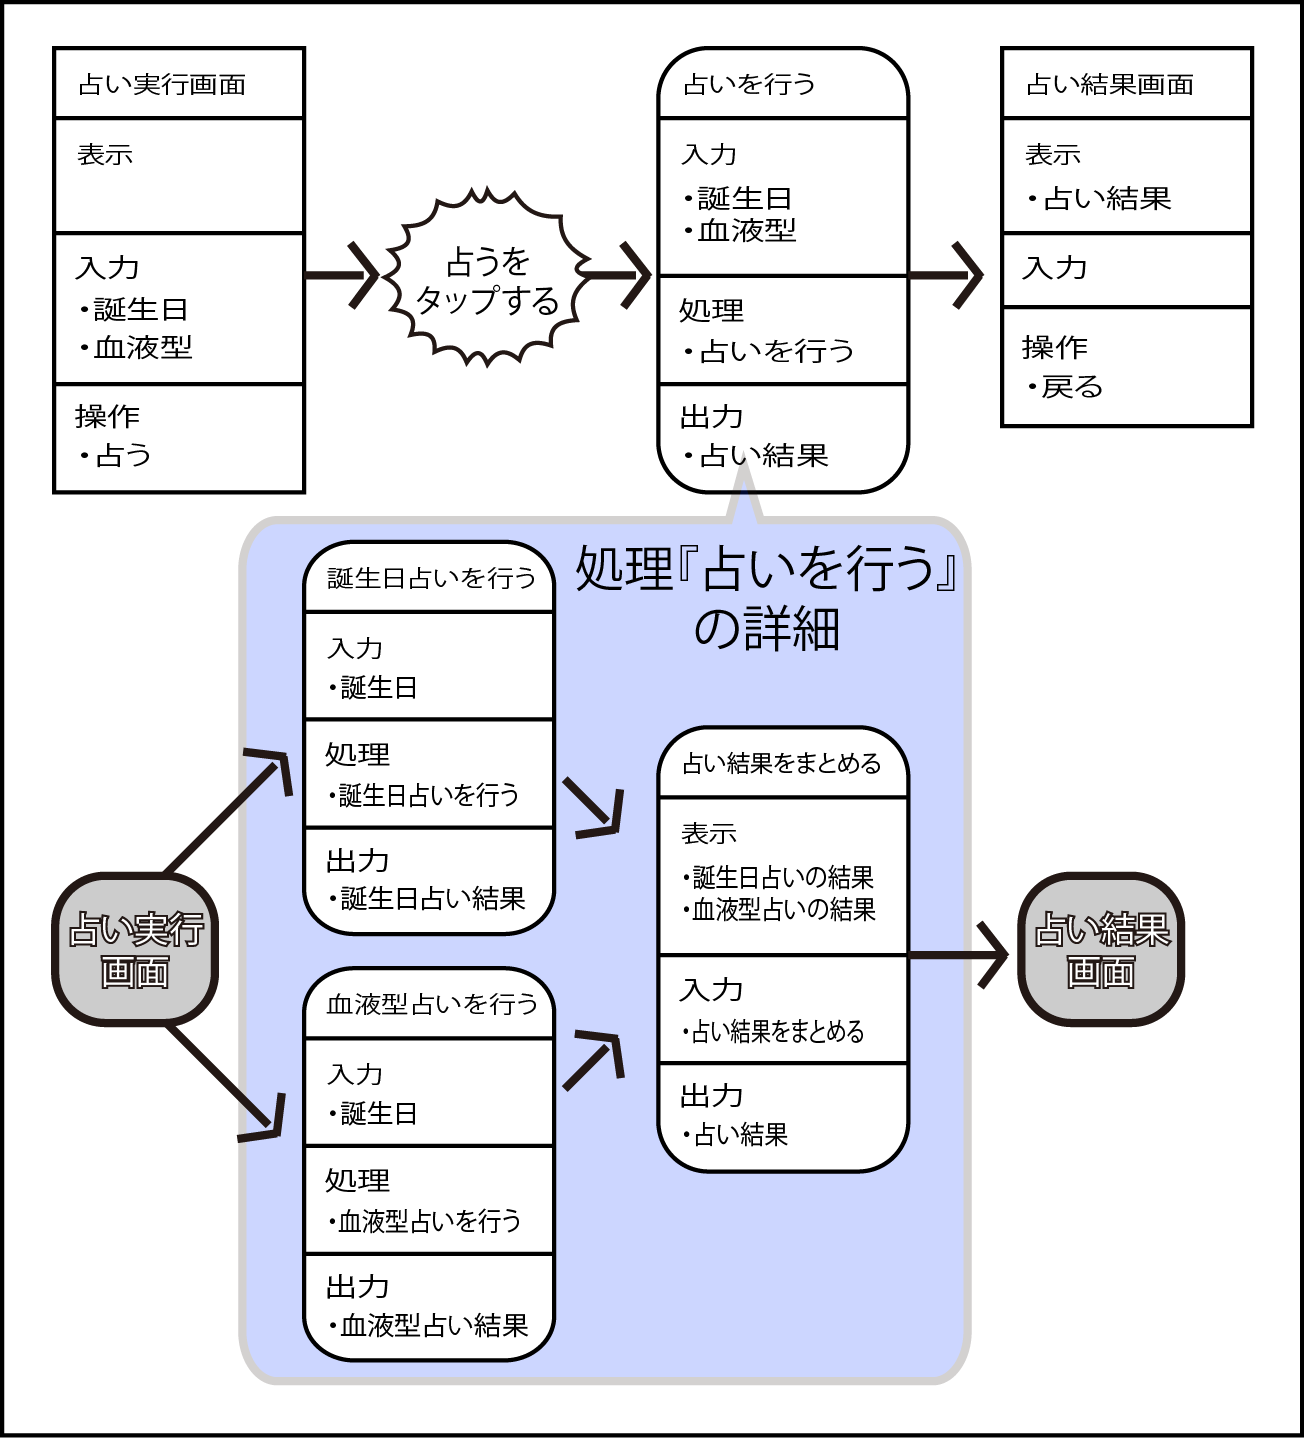 占い実行画面
表示
入力
・誕生日
・血液型
操作
・占う
占うを
タップする
占いを行う
入力
・誕生日
・血液型
処理
・占いを行う
出力
・占い結果
占い結果画面
表示
・占い結果
入力
操作
・戻る
処理『占いを行う』
の詳細
占い実行
画面
誕生日占いを行う
入力
・誕生日
処理
・誕生日占いを行う
出力
・誕生日占い結果
血液型占いを行う
入力
・誕生日
処理
・血液型占いを行う
出力
・血液型占い結果
占い結果をまとめる
表示
・誕生日占いの結果
・血液型占いの結果
入力
・占い結果をまとめる
出力
・占い結果
占い結果
画面